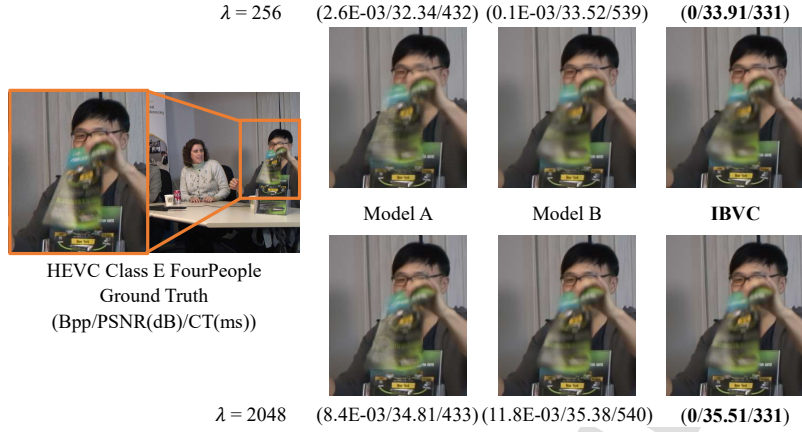 λ = 256 (2.6E-03/32.34/432) (0.1E-03/33.52/539) (0/33.91/331)
Model A Model B IBVC
HEVC Class E FourPeople
Ground Truth
(Bpp/PSNR(dB)/CT(ms))
λ = 2048 (8.4E-03/34.81/433) (11.8E-03/35.38/540) (0/35.51/331)